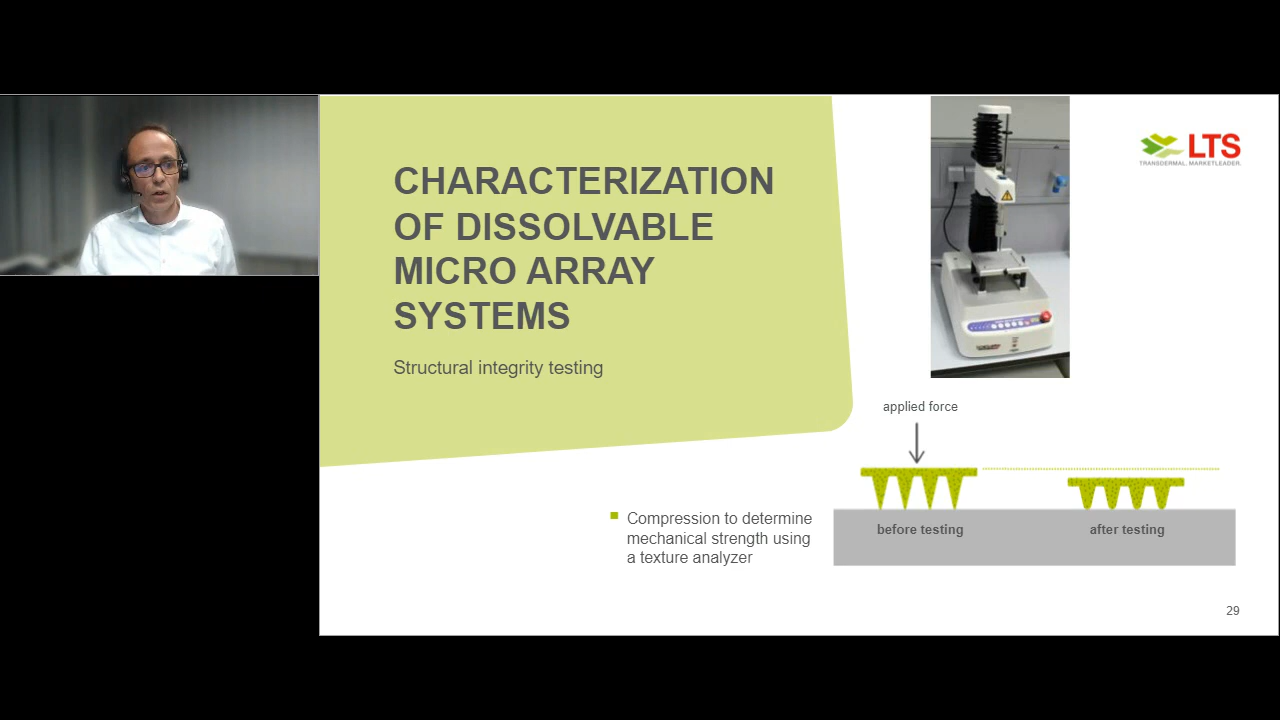 CHARACTERIZATION
OF DISSOLVABLE
MICRO ARRAY
SYSTEMS
Structural integrity testing
LTS
TRANSDERMAL. MARKETLEADER.
applied force
before testing
after testing
Compression to determine
mechanical strength using
a texture analyzer
29